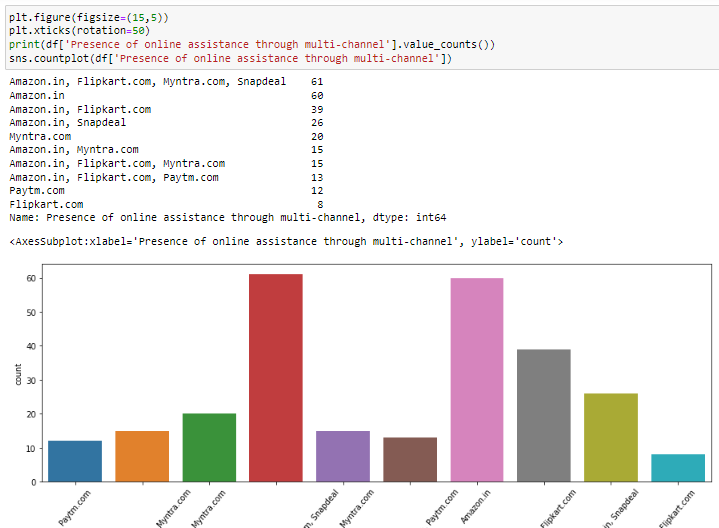 plt.figure(figsize=(15,5))
plt.xticks(rotation=50)
print(df['Presence of online assistance through multi-channel'].value_counts())
sns.countplot(df['Presence of online assistance through multi-channel'])
Amazon.in, Flipkart.com, Myntra.com, Snapdeal 61
Amazon.in 60
Amazon.in, Flipkart.com 39
Amazon.in, Snapdeal 26
Myntra.com 20
Amazon.in, Myntra.com 15
Amazon.in, Flipkart.com, Myntra.com 15
Amazon.in, Flipkart.com, Paytm.com 13
Paytm.com 12
Flipkart.com 8
Name: Presence of online assistance through multi-channel, dtype: int64
<AxesSubplot:xlabel='Presence of online assistance through multi-channel', ylabel='count'>
60
50
40
30
20
10
0
count
Paytm.com
Myntra.com
Myntra.com
n, Snapdeal
Myntra.com
Paytm.com
Amazon.in
Flipkart.com
n, Snapdeal
Flipkart.com